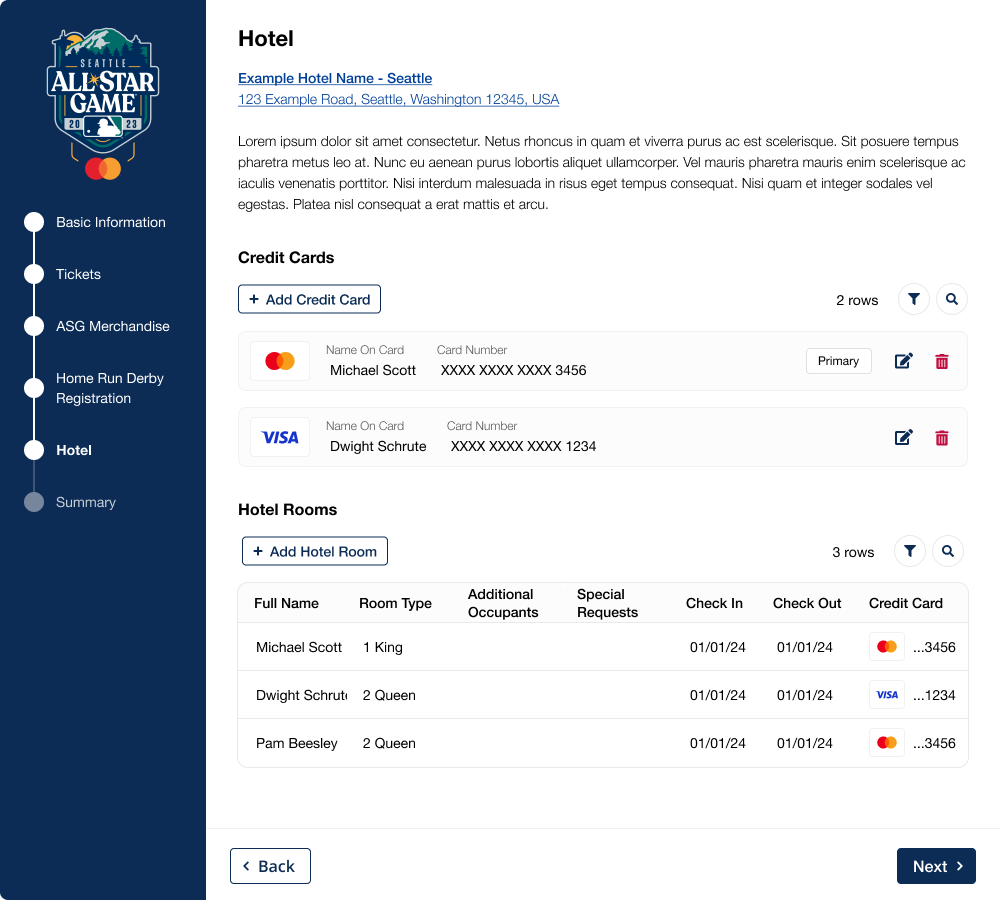 SEATTLE
ALL STAR
GAME
20 23
Basic Information
Tickets
ASG Merchandise
Home Run Derby
Registration
Hotel
Summary
Hotel
Example Hotel Name - Seattle
123 Example Road, Seattle, Washington 12345, USA
Lorem ipsum dolor sit amet consectetur. Netus rhoncus in quam et viverra purus ac est scelerisque. Sit posuere tempus
pharetra metus leo at. Nunc eu aenean purus lobortis aliquet ullamcorper. Vel mauris pharetra mauris enim scelerisque ac
iaculis venenatis porttitor. Nisi interdum malesuada in risus eget tempus consequat. Nisi quam et integer sodales vel
egestas. Platea nisl consequat a erat mattis et arcu.
Credit Cards
+ Add Credit Card
2 rows
Name On Card Card Number
Michael Scott XXXX XXXX XXXX 3456
Primary
VISA
Name On Card Card Number
Dwight Schrute XXXX XXXX XXXX 1234
Hotel Rooms
+ Add Hotel Room
3 rows
Full Name Room Type Additional Occupants Special Requests Check In Check Out Credit Card
Michael Scott 1 King 01/01/24 01/01/24 ...3456
Dwight Schrut 2 Queen 01/01/24 01/01/24 VISA ...1234
Pam Beesley 2 Queen 01/01/24 01/01/24 ...3456
Back
Next